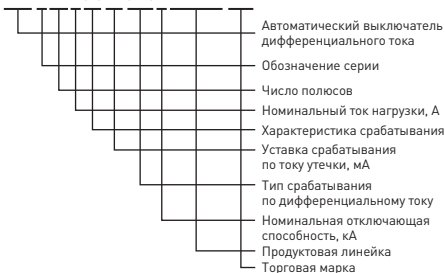 Автоматический выключатель
дифференциального тока
Обозначение серии
Число полюсов
Номинальный ток нагрузки, А
Характеристика срабатывания
Уставка срабатывания
по току утечки, мА
Тип срабатывания
по дифференциальному току
Номинальная отключающая
способность, кА
Продуктовая линейка
Торговая марка